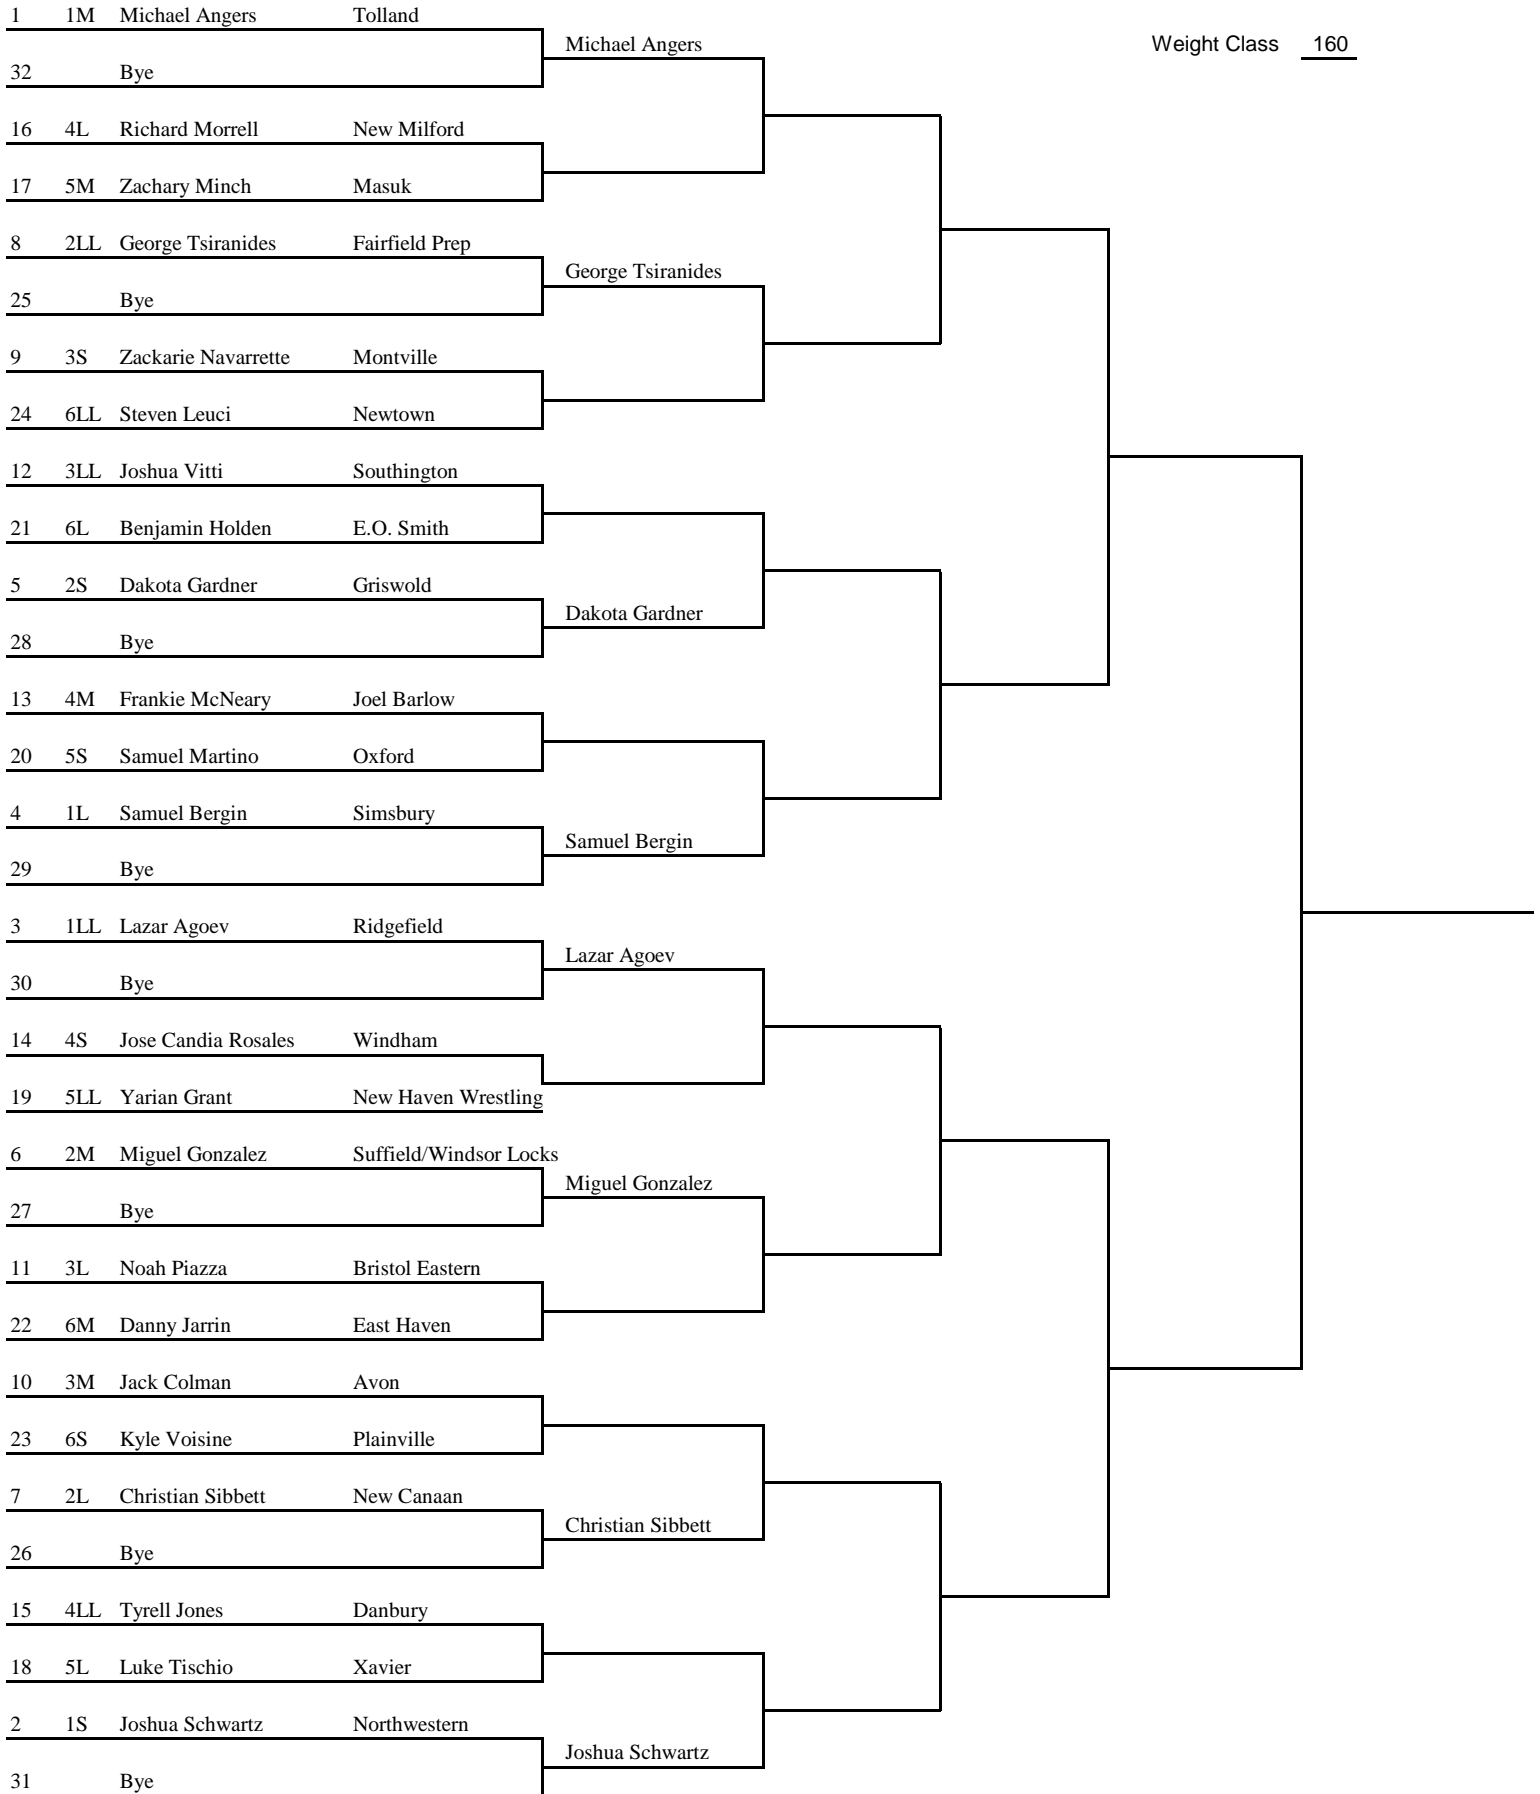 1 1M Michael Angers Tolland
Michael Angers
Weight Class 160
32 Bye
16 4L Richard Morrell New Milford
17 5M Zachary Minch Masuk
8 2LL George Tsiranides Fairfield Prep
George Tsiranides
25 Bye
9 3S Zackarie Navarrette Montville
24 6LL Steven Leuci Newtown
12 3LL Joshua Vitti Southington
21 6L Benjamin Holden E.O. Smith
5 2S Dakota Gardner Griswold
Dakota Gardner
28 Bye
13 4M Frankie McNeary Joel Barlow
20 5S Samuel Martino Oxford
4 1L Samuel Bergin Simsbury
Samuel Bergin
29 Bye
3 1LL Lazar Agoev Ridgefield
Lazar Agoev
30 Bye
14 4S Jose Candia Rosales Windham
19 5LL Yarian Grant New Haven Wrestling
6 2M Miguel Gonzalez Suffield/Windsor Locks
Miguel Gonzalez
27 Bye
11 3L Noah Piazza Bristol Eastern
22 6M Danny Jarrin East Haven
10 3M Jack Colman Avon
23 6S Kyle Voisine Plainville
7 2L Christian Sibbett New Canaan
Christian Sibbett
26 Bye
15 4LL Tyrell Jones Danbury
18 5L Luke Tischio Xavier
2 1S Joshua Schwartz Northwestern
Joshua Schwartz
31 Bye